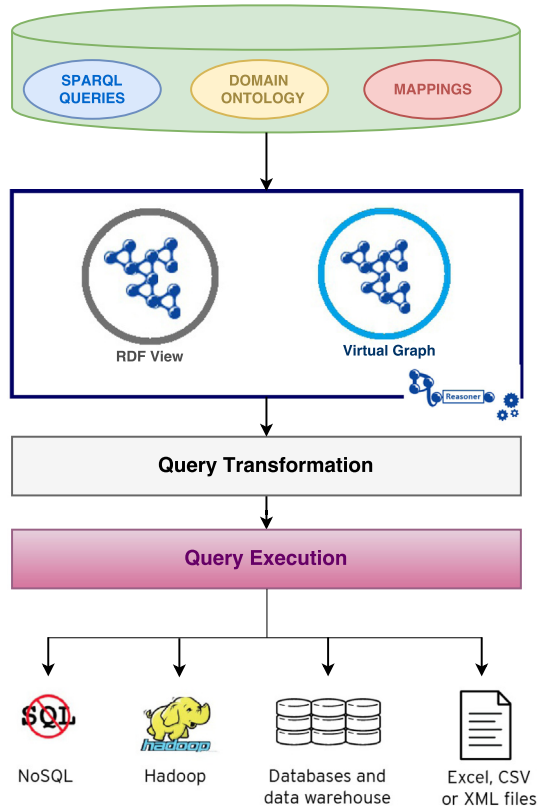 SPARQL
QUERIES
DOMAIN
ONTOLOGY
MAPPINGS
RDF View
Virtual Graph
Reasoner
Query Transformation
Query Execution
SQL
hadoop
NoSQL
Hadoop
Databases and
data warehouse
Excel, CSV
or XML files